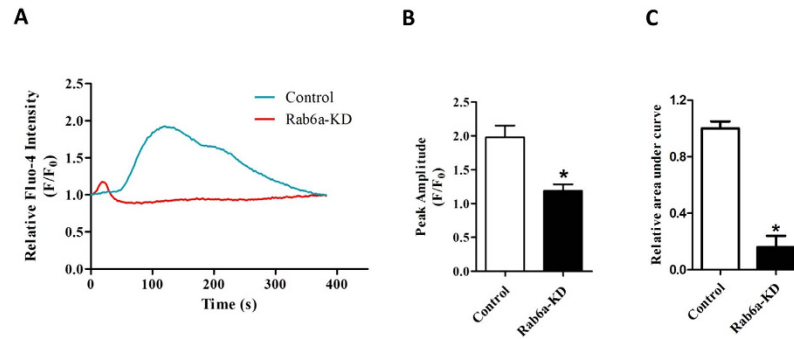 A
Relative Fluo-4 Intensity
(F/F0)
2.5
2.0
1.5
1.0
0.5
0.0
0
100
200
300
400
Time (s)
Control
Rab6a-KD
B
Peak Amplitude
(F/F0)
2.5
2.0
1.5
1.0
0.5
0.0
*
Control
Rab6a-KD
C
Relative area under curve
1.2
0.8
0.4
0.0
*
Control
Rab6a-KD